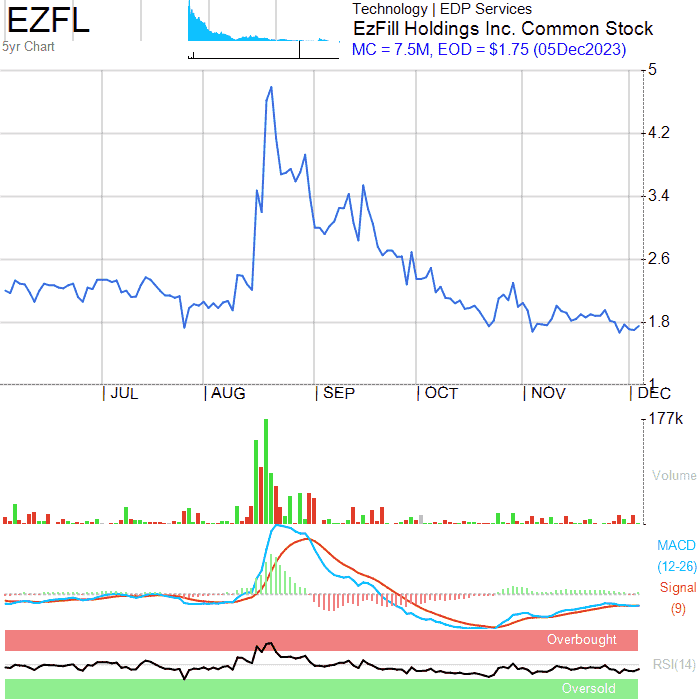 EZFL
5yr Chart
Technology | EDP Services
EzFill Holdings Inc. Common Stock
MC = 7.5M, EOD = $1.75 (05Dec2023)
5
4.2
3.4
2.6
1.8
1
JUL
AUG
SEP
OCT
NOV
DEC
177k
Volume
MACD
(12-26)
Signal
(9)
Overbought
RSI(14)
Oversold